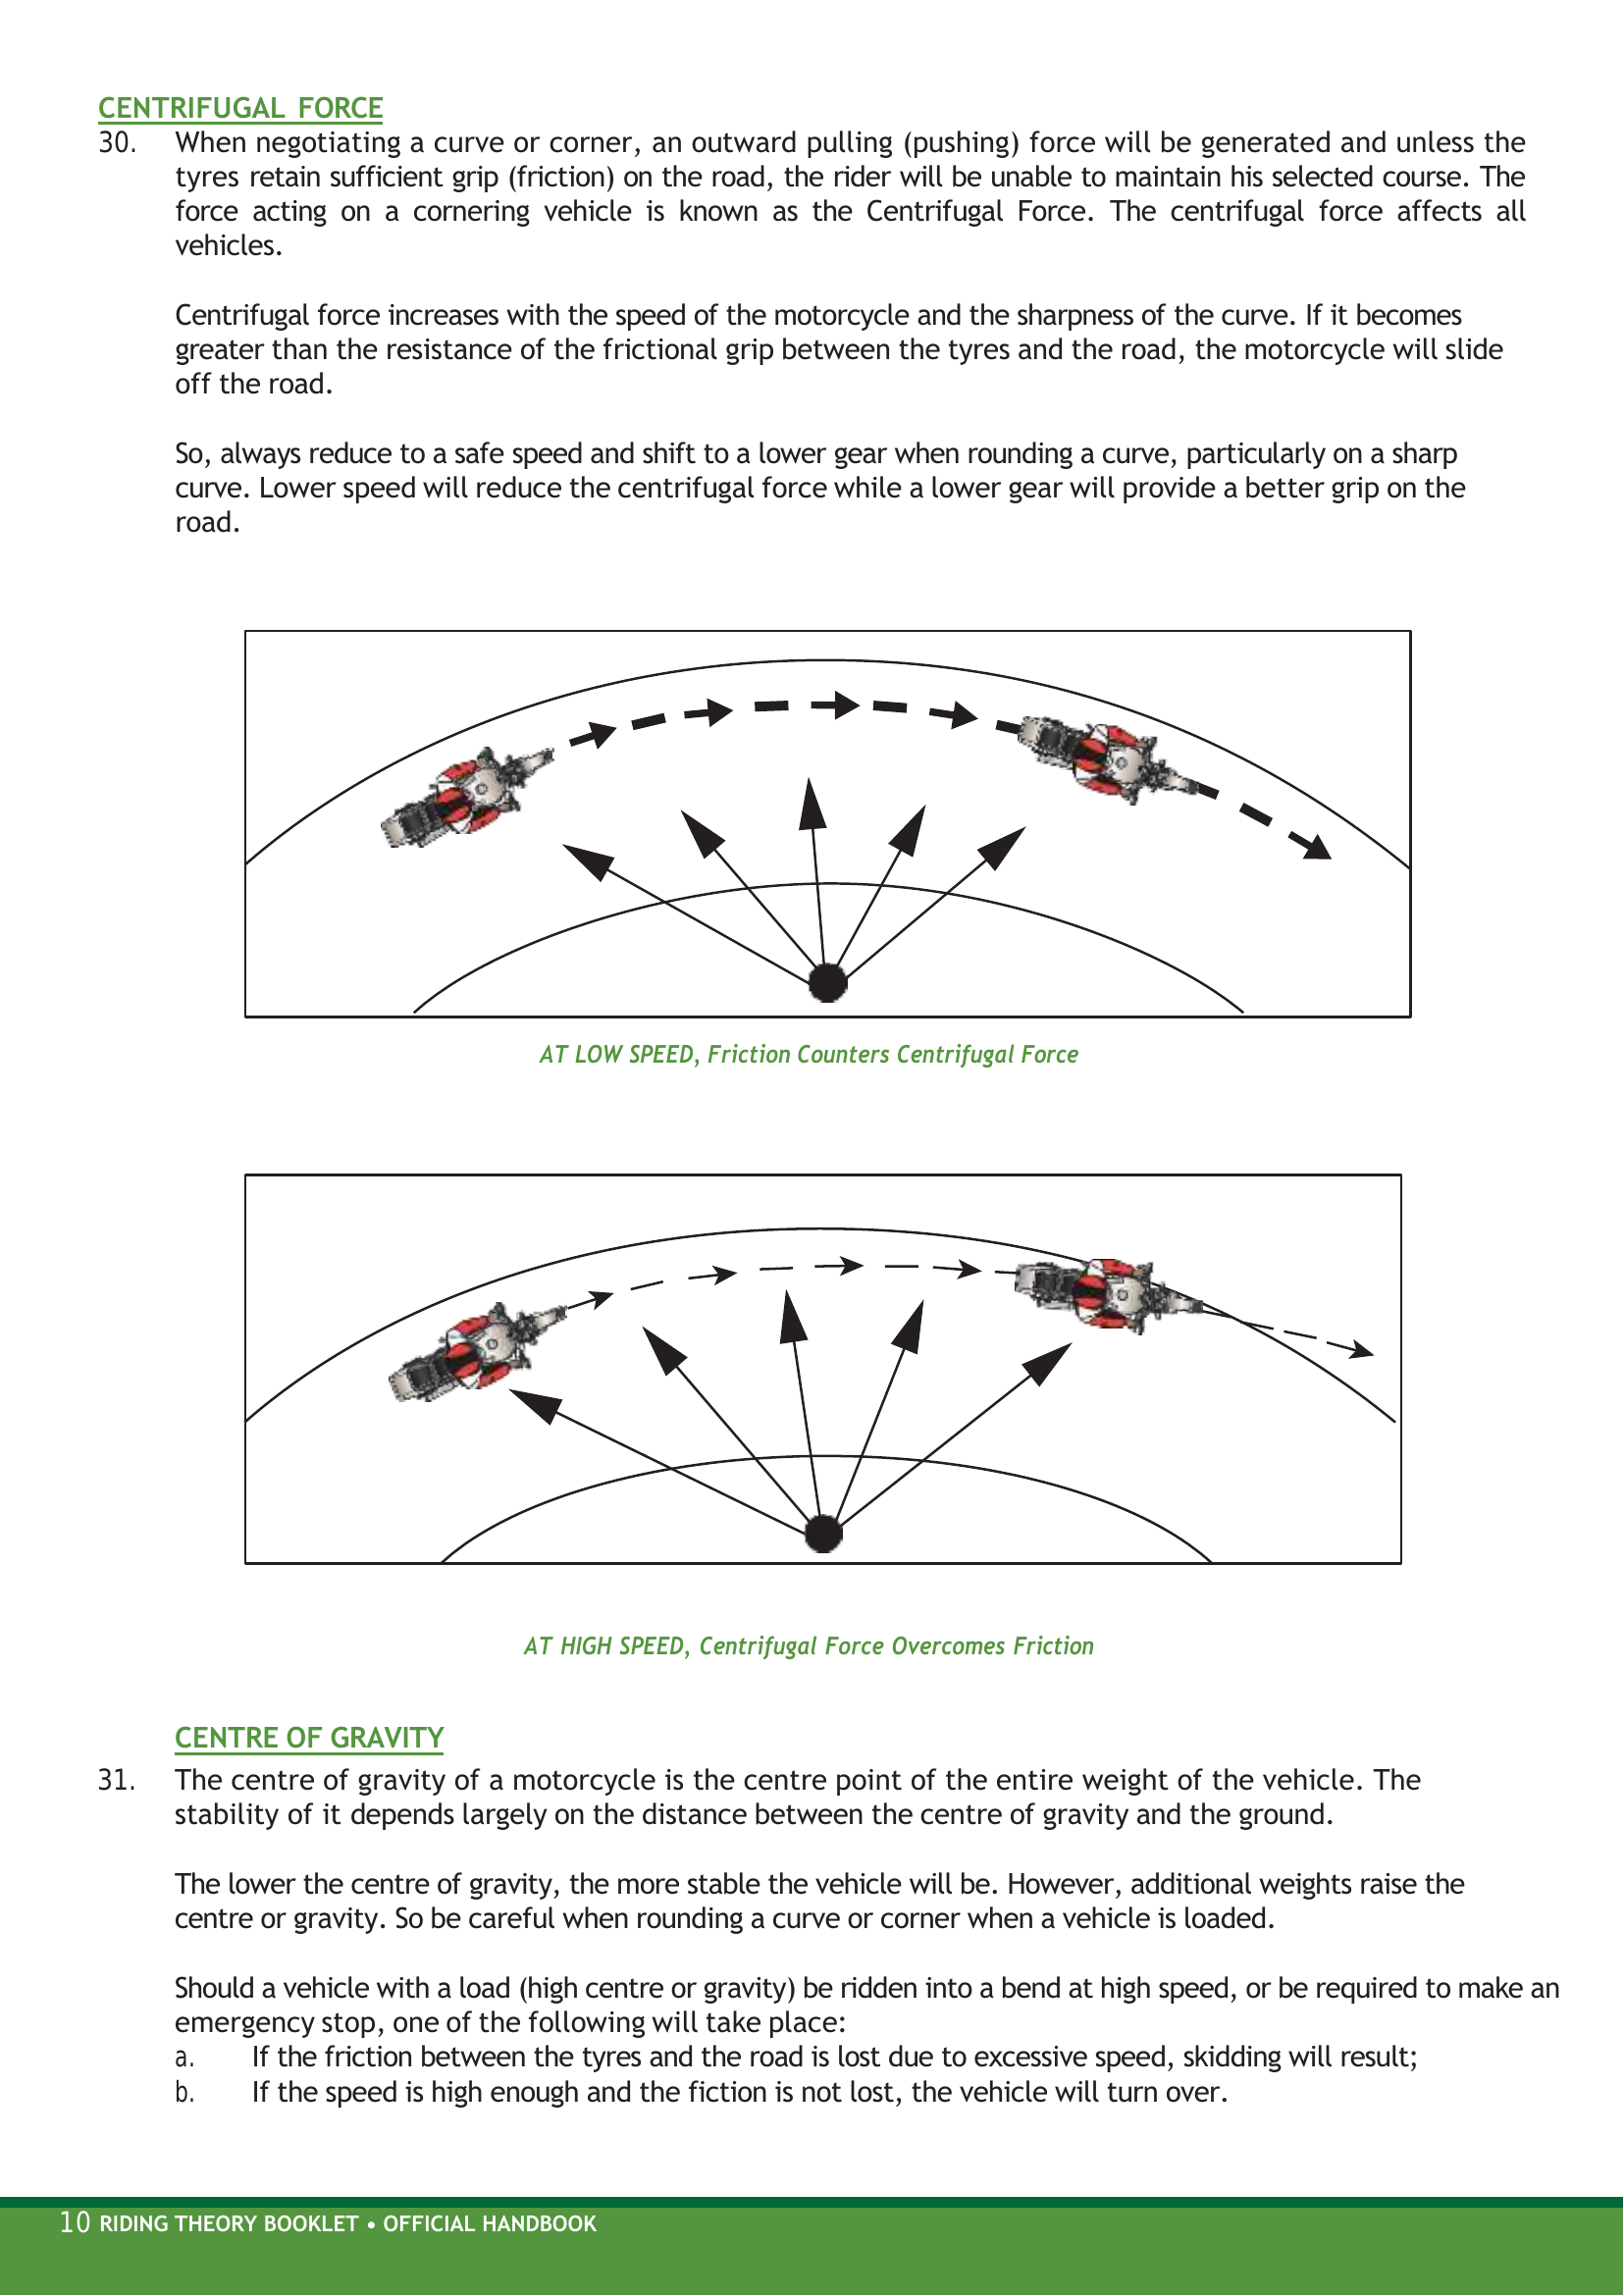 CENTRIFUGAL FORCE
30. When negotiating a curve or corner, an outward pulling (pushing) force will be generated and unless the
tyres retain sufficient grip (friction) on the road, the rider will be unable to maintain his selected course. The
force acting on a cornering vehicle is known as the Centrifugal Force. The centrifugal force affects all
vehicles.
Centrifugal force increases with the speed of the motorcycle and the sharpness of the curve. If it becomes
greater than the resistance of the frictional grip between the tyres and the road, the motorcycle will slide
off the road.
So, always reduce to a safe speed and shift to a lower gear when rounding a curve, particularly on a sharp
curve. Lower speed will reduce the centrifugal force while a lower gear will provide a better grip on the
road.
AT LOW SPEED, Friction Counters Centrifugal Force
AT HIGH SPEED, Centrifugal Force Overcomes Friction
CENTRE OF GRAVITY
31. The centre of gravity of a motorcycle is the centre point of the entire weight of the vehicle. The
stability of it depends largely on the distance between the centre of gravity and the ground.
The lower the centre of gravity, the more stable the vehicle will be. However, additional weights raise the
centre or gravity. So be careful when rounding a curve or corner when a vehicle is loaded.
Should a vehicle with a load (high centre or gravity) be ridden into a bend at high speed, or be required to make an
emergency stop, one of the following will take place:
a. If the friction between the tyres and the road is lost due to excessive speed, skidding will result;
b. If the speed is high enough and the fiction is not lost, the vehicle will turn over.
10 RIDING THEORY BOOKLET • OFFICIAL HANDBOOK